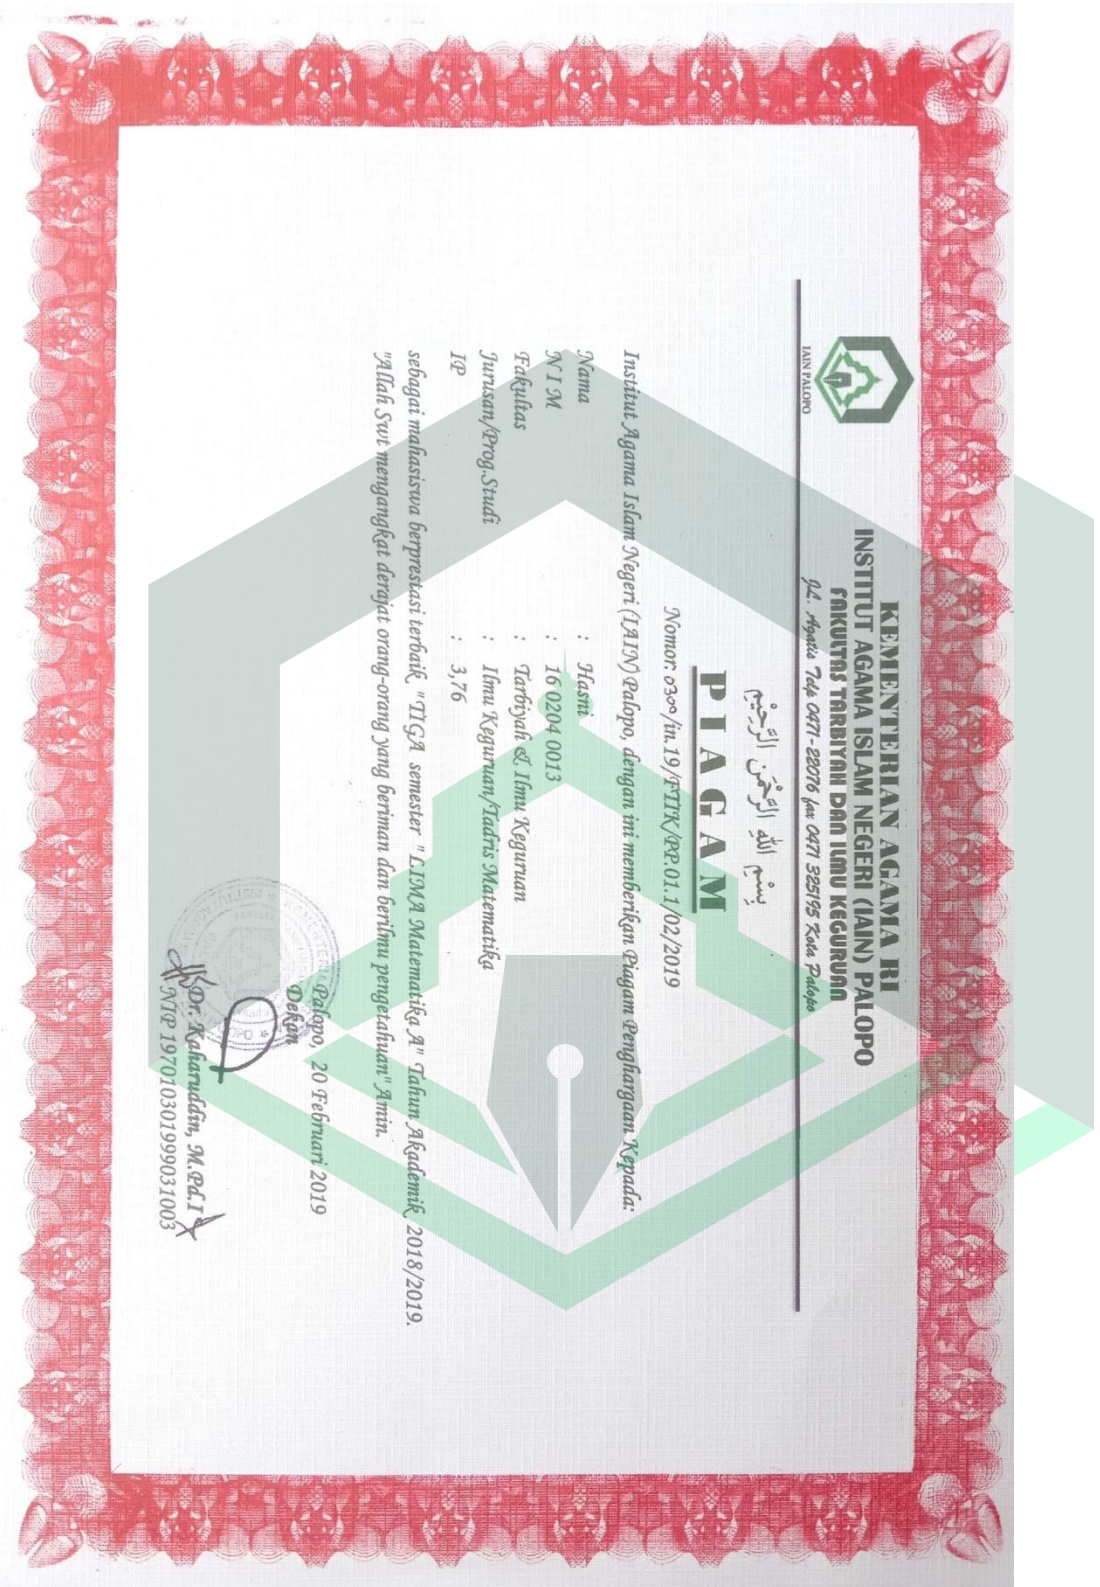 IAIN PALOPO
KEMENTERIAN AGAMA RI
INSTITUT AGAMA ISLAM NEGERI (IAIN) PALOPO
FAKULTAS TARBIYAH DAN ILMU KEGURUAN
Jl. Agatis Telp 0471 - 22076 fax 0471 325195 Kota Palopo
بِسْمِ اللهِ الرَّحْمٰنِ الرَّحِيْمِ
PIAGAM
Nomor: 0300/in.19/FTIK/PP.01.1/02/2019
Institut Agama Islam Negeri (IAIN) Palopo, dengan ini memberikan Piagam Penghargaan Kepada:
Nama : Hasni
N I M : 16 0204 0013
Fakultas : Tarbiyah & Ilmu Keguruan
Jurusan/Prog.Studi : Ilmu Keguruan/Tadris Matematika
IP : 3,76
sebagai mahasiswa berprestasi terbaik "TIGA semester "LIMA Matematika A" Tahun Akademik 2018/2019.
"Allah Swt mengangkat derajat orang-orang yang beriman dan berilmu pengetahuan" Amin.
Palopo, 20 Februari 2019
Dekan
Dr. Kaharuddin, M.Pd.I
NIP 197010301999031003